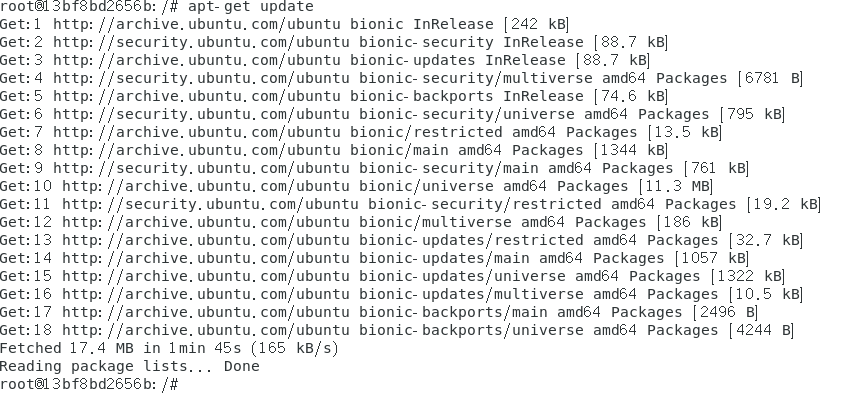 root@13bf8bd2656b:/# apt-get update
Get:1 http://archive.ubuntu.com/ubuntu bionic InRelease [242 kB]
Get:2 http://security.ubuntu.com/ubuntu bionic-security InRelease [88.7 kB]
Get:3 http://archive.ubuntu.com/ubuntu bionic-updates InRelease [88.7 kB]
Get:4 http://security.ubuntu.com/ubuntu bionic-security/multiverse amd64 Packages [6781 B]
Get:5 http://archive.ubuntu.com/ubuntu bionic-backports InRelease [74.6 kB]
Get:6 http://security.ubuntu.com/ubuntu bionic-security/universe amd64 Packages [795 kB]
Get:7 http://archive.ubuntu.com/ubuntu bionic/restricted amd64 Packages [13.5 kB]
Get:8 http://archive.ubuntu.com/ubuntu bionic/main amd64 Packages [1344 kB]
Get:9 http://security.ubuntu.com/ubuntu bionic-security/main amd64 Packages [761 kB]
Get:10 http://archive.ubuntu.com/ubuntu bionic/universe amd64 Packages [11.3 MB]
Get:11 http://security.ubuntu.com/ubuntu bionic-security/restricted amd64 Packages [19.2 kB]
Get:12 http://archive.ubuntu.com/ubuntu bionic/multiverse amd64 Packages [186 kB]
Get:13 http://archive.ubuntu.com/ubuntu bionic-updates/restricted amd64 Packages [32.7 kB]
Get:14 http://archive.ubuntu.com/ubuntu bionic-updates/main amd64 Packages [1057 kB]
Get:15 http://archive.ubuntu.com/ubuntu bionic-updates/universe amd64 Packages [1322 kB]
Get:16 http://archive.ubuntu.com/ubuntu bionic-updates/multiverse amd64 Packages [10.5 kB]
Get:17 http://archive.ubuntu.com/ubuntu bionic-backports/main amd64 Packages [2496 B]
Get:18 http://archive.ubuntu.com/ubuntu bionic-backports/universe amd64 Packages [4244 B]
Fetched 17.4 MB in 1min 45s (165 kB/s)
Reading package lists... Done
root@13bf8bd2656b:/#